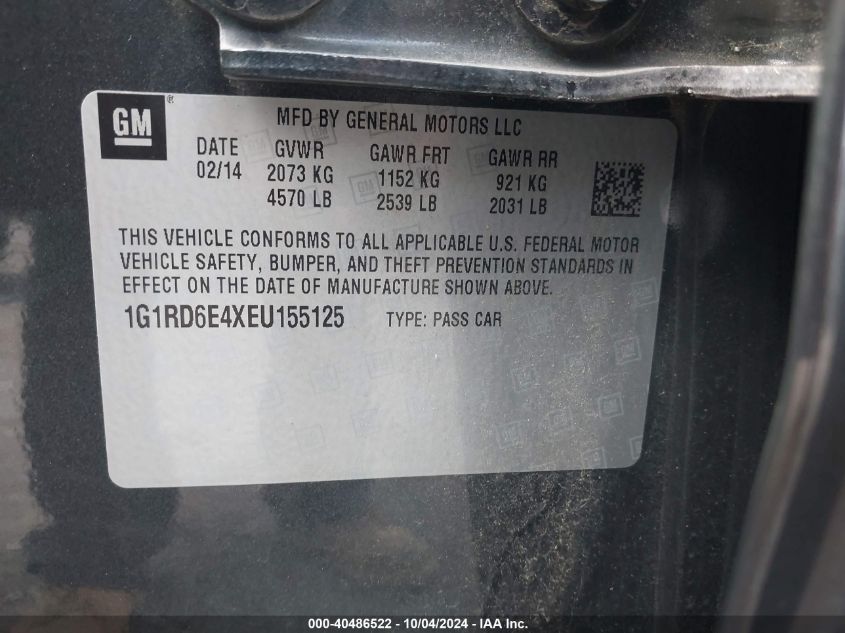 GM®
MFD BY GENERAL MOTORS LLC
DATE GVWR GAWR FRT GAWR RR
02/14 2073 KG 1152 KG 921 KG
4570 LB 2539 LB 2031 LB
THIS VEHICLE CONFORMS TO ALL APPLICABLE U.S. FEDERAL MOTOR
VEHICLE SAFETY, BUMPER, AND THEFT PREVENTION STANDARDS IN
EFFECT ON THE DATE OF MANUFACTURE SHOWN ABOVE.
1G1RD6E4XEU155125 TYPE: PASS CAR
000-40486522 - 10/04/2024 - IAA Inc.